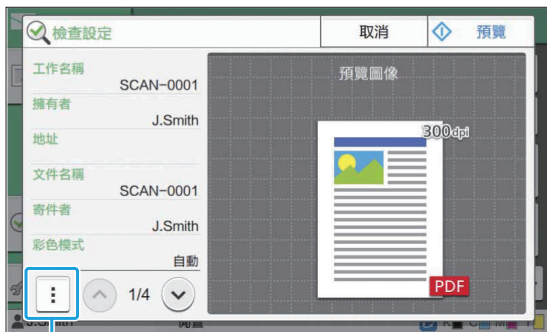 檢查設定
取消
預覽
工作名稱
SCAN-0001
擁有者
J.Smith
地址
文件名稱
SCAN-0001
寄件者
J.Smith
彩色模式
自動
1/4
預覽圖像
300dpi
PDF